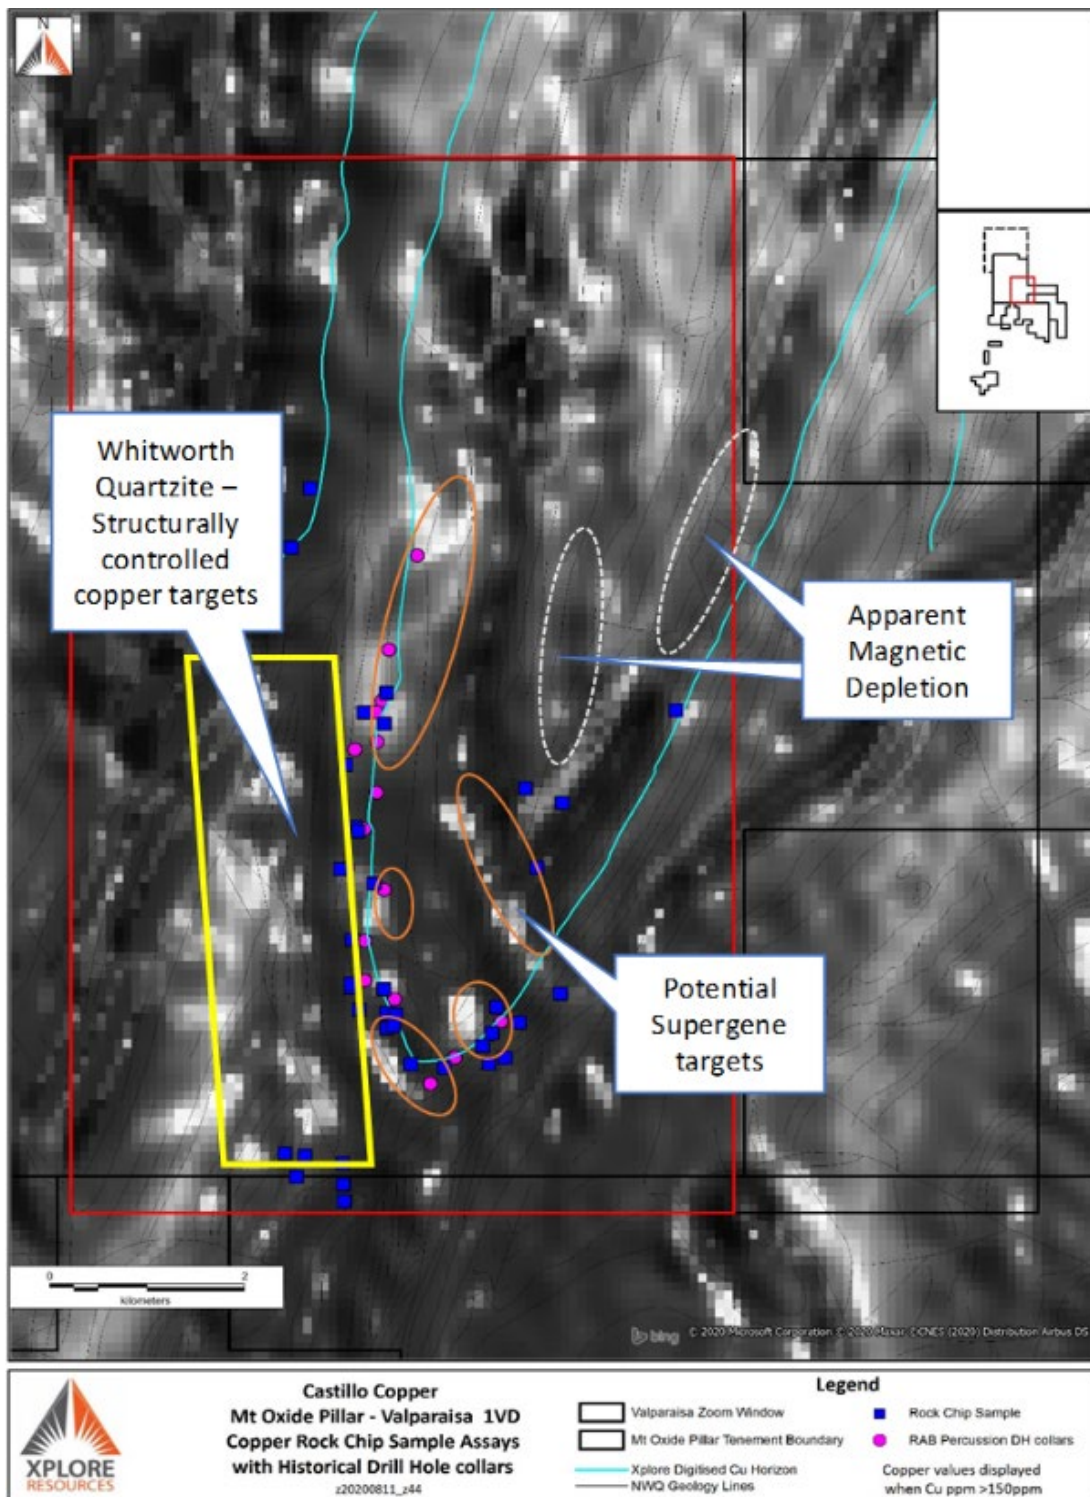 N
Whitworth
Quartzite –
Structurally
controlled
copper targets
Apparent
Magnetic
Depletion
Potential
Supergene
targets
0 2
kilometers
bing © 2020 Microsoft Corporation © 2020 Maxar ©CNES (2020) Distribution Airbus DS
XPLORE
RESOURCES
Castillo Copper
Mt Oxide Pillar - Valparaisa 1VD
Copper Rock Chip Sample Assays
with Historical Drill Hole collars
z20200811_z44
Legend
Valparaisa Zoom Window
Mt Oxide Pillar Tenement Boundary
Xplore Digitised Cu Horizon
NWQ Geology Lines
Rock Chip Sample
RAB Percussion DH collars
Copper values displayed
when Cu ppm >150ppm